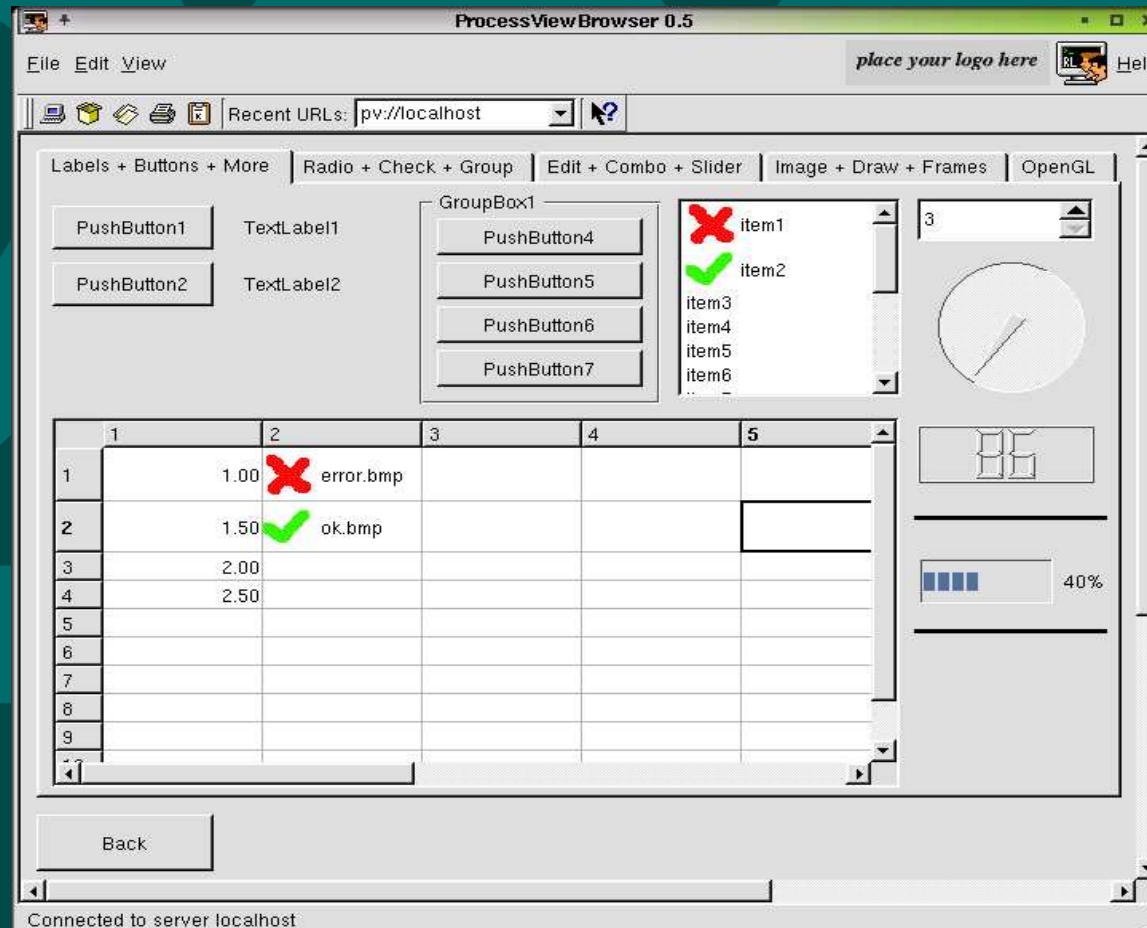 ProcessViewBrowser 0.5
File Edit View
place your logo here
Hel
Recent URLs: pv://localhost
Labels + Buttons + More
Radio + Check + Group
Edit + Combo + Slider
Image + Draw + Frames
OpenGL
PushButton1
TextLabel1
PushButton2
TextLabel2
GroupBox1
PushButton4
PushButton5
PushButton6
PushButton7
item1
item2
item3
item4
item5
item6
3
1 2 3 4 5
1 1.00 error.bmp
2 1.50 ok.bmp
3 2.00
4 2.50
5
6
7
8
9
86
40%
Back
Connected to server localhost